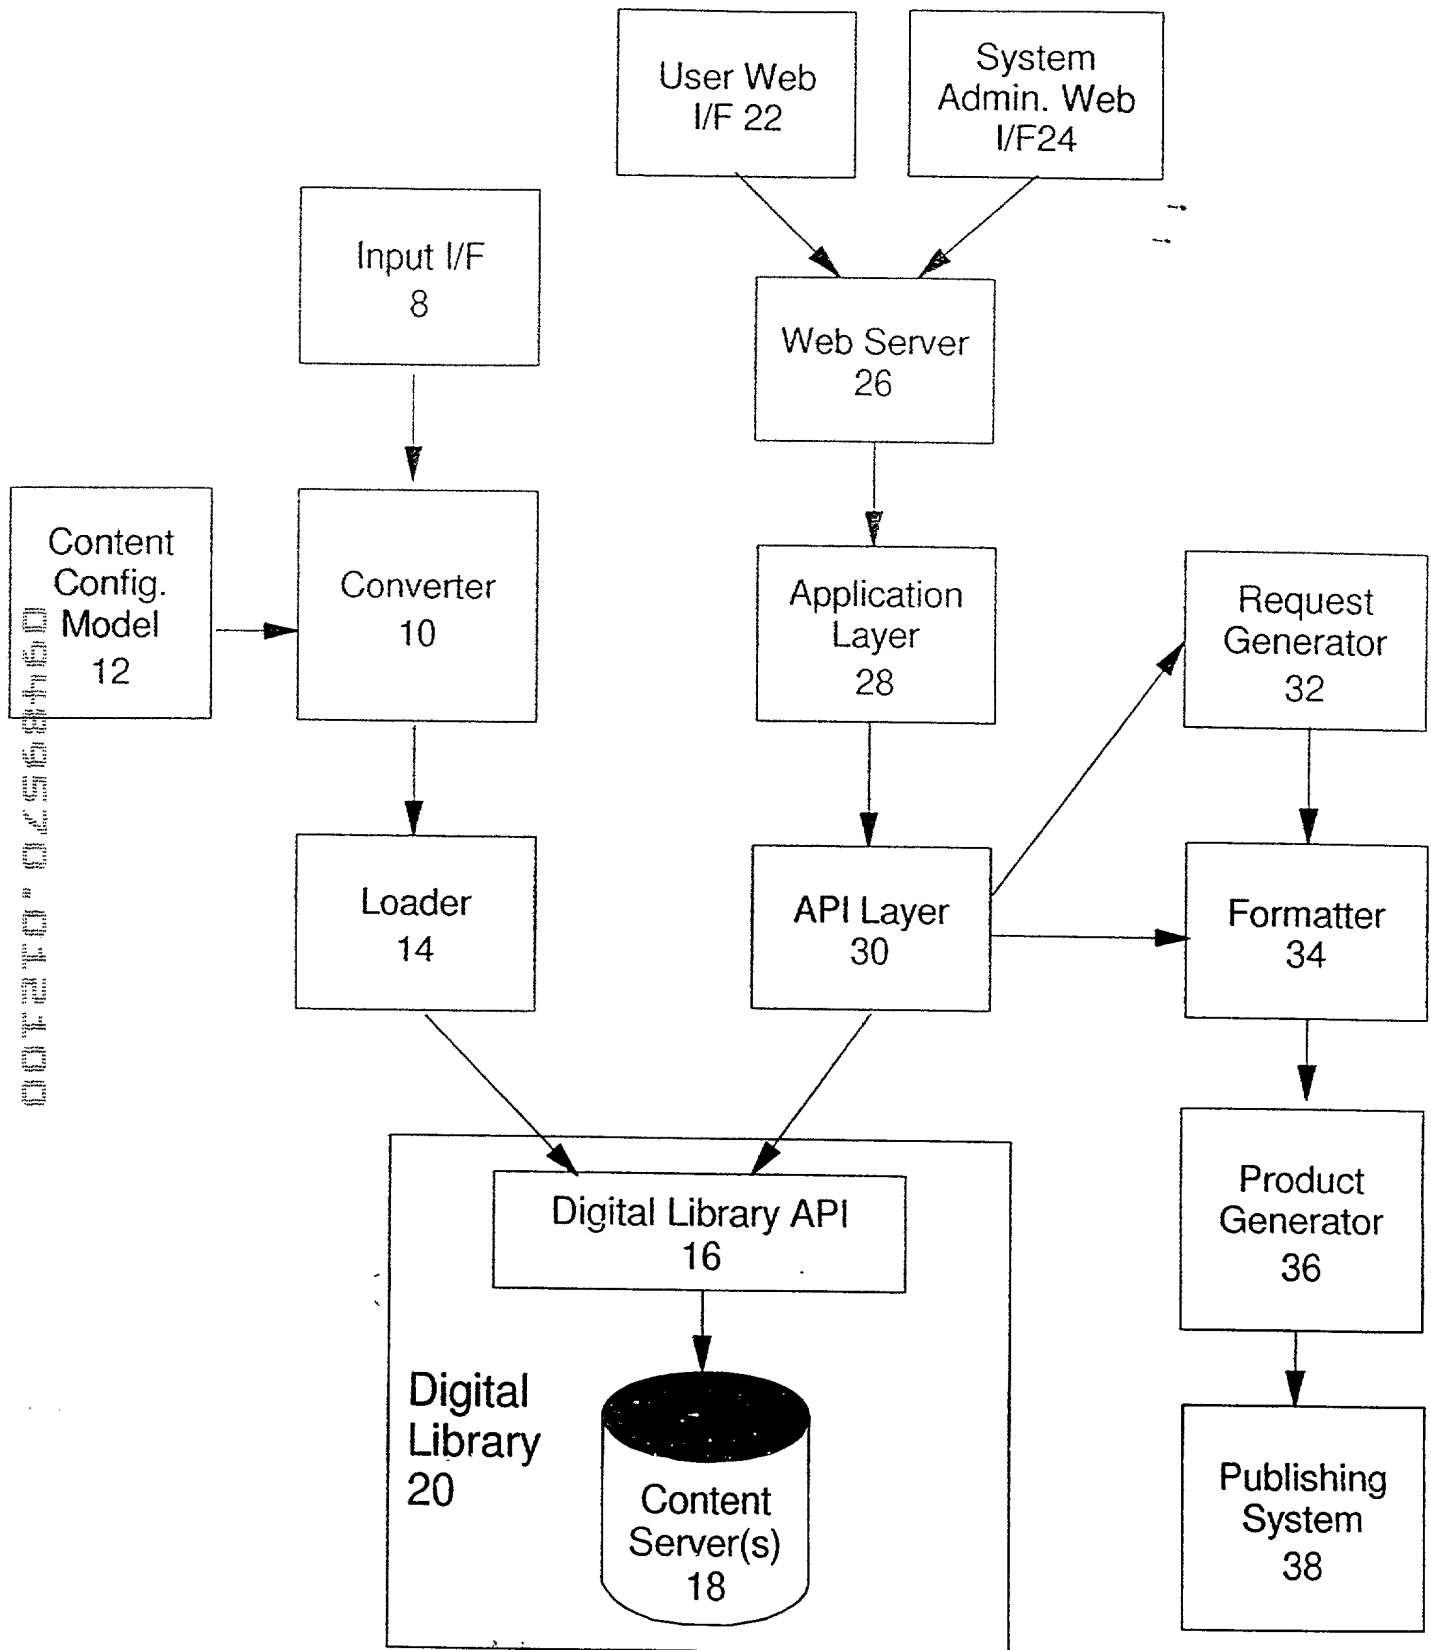 User Web
I/F 22
System
Admin. Web
I/F24
Input I/F
8
Web Server
26
Content
Config.
Model
12
Converter
10
Application
Layer
28
Request
Generator
32
Loader
14
API Layer
30
Formatter
34
Digital Library API
16
Product
Generator
36
Digital
Library
20
Content
Server(s)
18
Publishing
System
38
09489570.012100